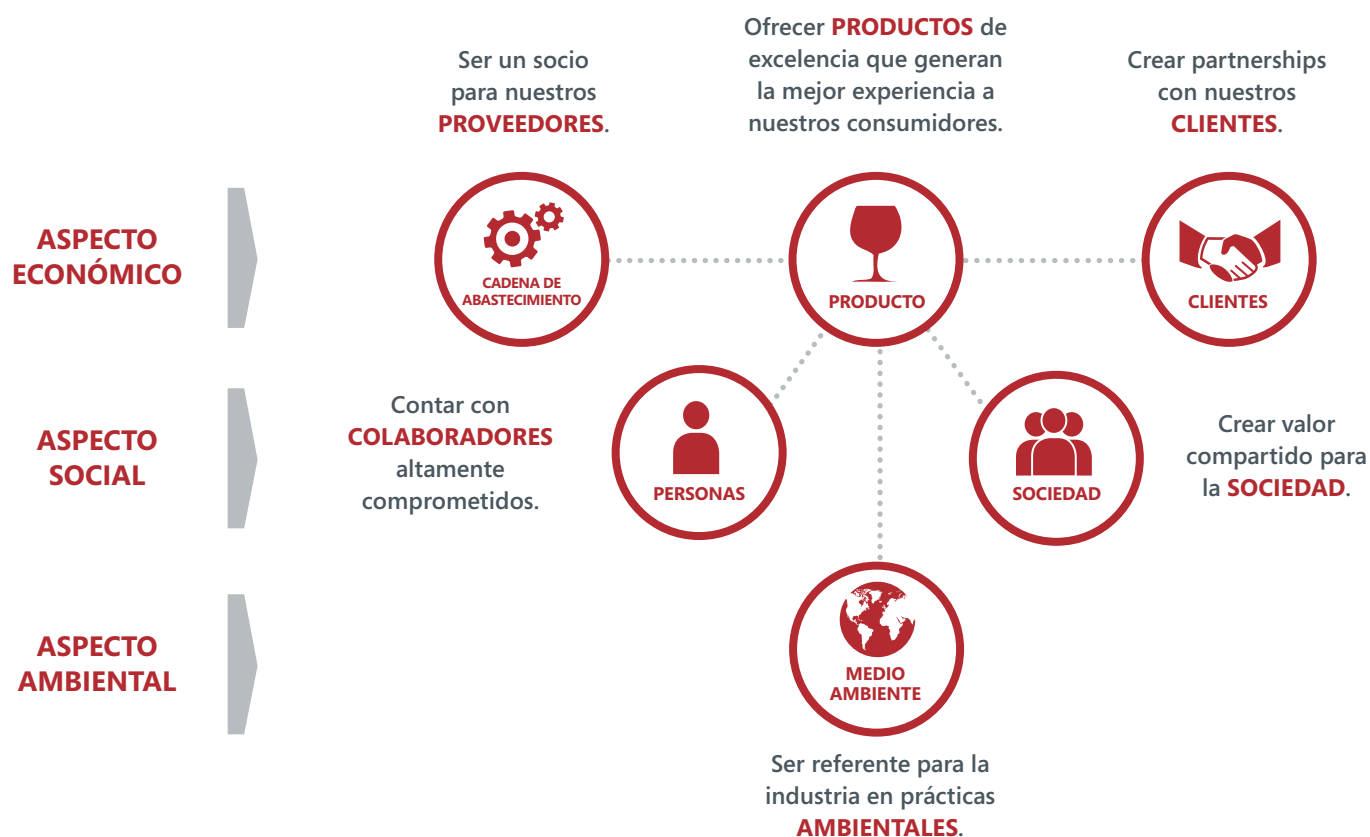 Ser un socio
para nuestros
PROVEEDORES.
Ofrecer PRODUCTOS de
excelencia que generan
la mejor experiencia a
nuestros consumidores.
Crear partnerships
con nuestros
CLIENTES.
ASPECTO
ECONÓMICO
CADENA DE
ABASTECIMIENTO
PRODUCTO
CLIENTES
ASPECTO
SOCIAL
Contar con
COLABORADORES
altamente
comprometidos.
PERSONAS
SOCIEDAD
Crear valor
compartido para
la SOCIEDAD.
ASPECTO
AMBIENTAL
MEDIO
AMBIENTE
Ser referente para la
industria en prácticas
AMBIENTALES.